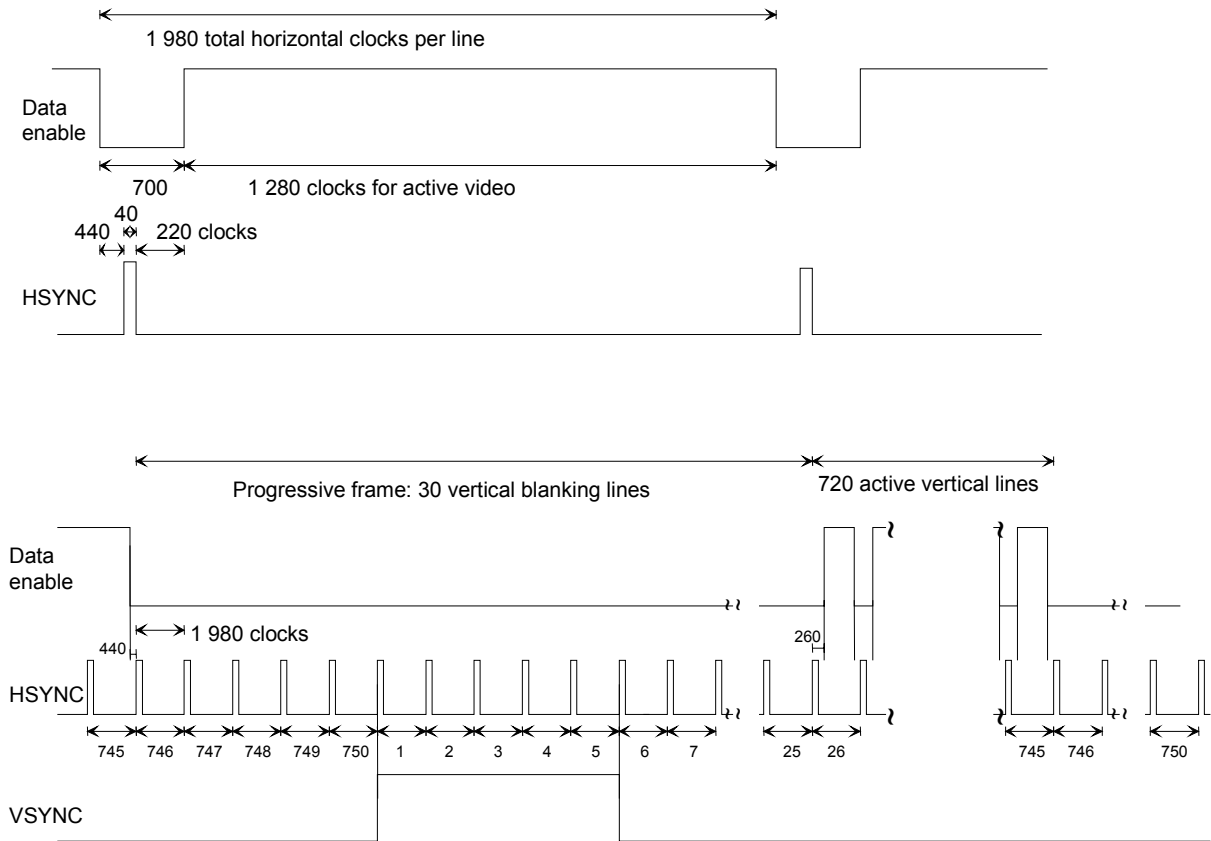 1 980 total horizontal clocks per line
Data
enable
700
1 280 clocks for active video
40
440
220 clocks
HSYNC
Progressive frame: 30 vertical blanking lines
720 active vertical lines
Data
enable
1 980 clocks
440
260
HSYNC
745 746 747 748 749 750 1 2 3 4 5 6 7 25 26 745 746 750
VSYNC